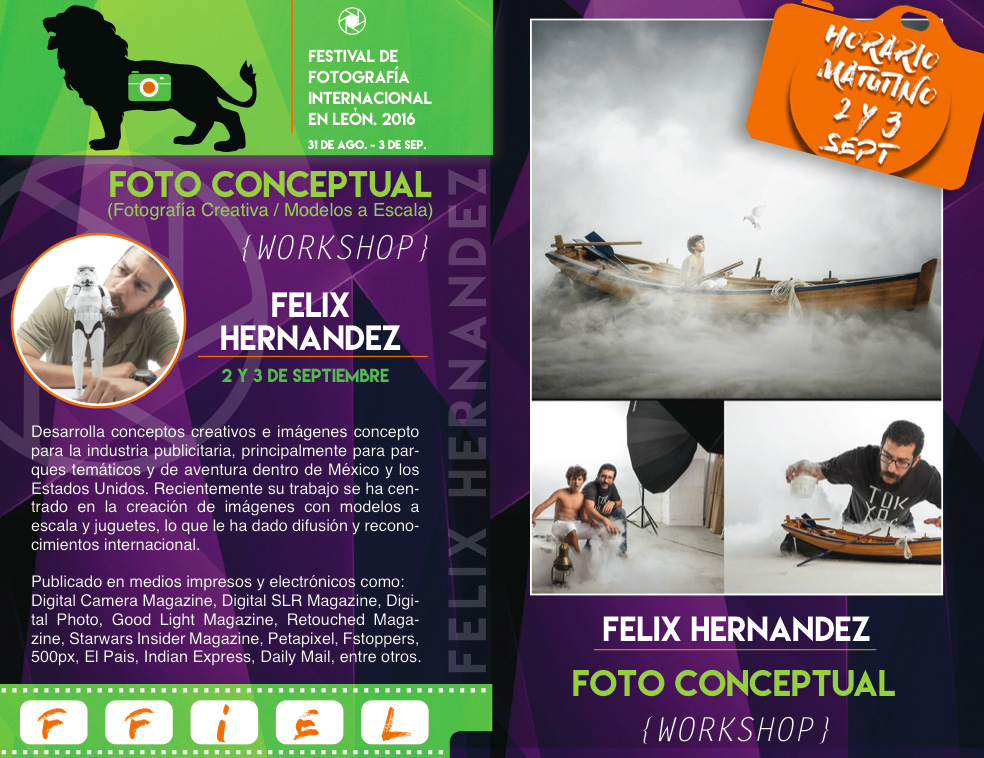 FESTIVAL DE
FOTOGRAFÍA
INTERNACIONAL
EN LEÓN. 2016
31 DE AGO. - 3 DE SEP.
FOTO CONCEPTUAL
(Fotografía Creativa / Modelos a Escala)
{WORKSHOP}
FELIX
HERNANDEZ
2 Y 3 DE SEPTIEMBRE
Desarrolla conceptos creativos e imágenes concepto
para la industria publicitaria, principalmente para par-
ques temáticos y de aventura dentro de México y los
Estados Unidos. Recientemente su trabajo se ha cen-
trado en la creación de imágenes con modelos a
escala y juguetes, lo que le ha dado difusión y recono-
cimientos internacional.
Publicado en medios impresos y electrónicos como:
Digital Camera Magazine, Digital SLR Magazine, Digi-
tal Photo, Good Light Magazine, Retouched Maga-
zine, Starwars Insider Magazine, Petapixel, Fstoppers,
500px, El Pais, Indian Express, Daily Mail, entre otros.
FELIX HERNANDEZ
F F i E L
HORARIO
MATUTINO
2 Y 3
SEPT
TOK
YO.
FELIX HERNANDEZ
FOTO CONCEPTUAL
{WORKSHOP}